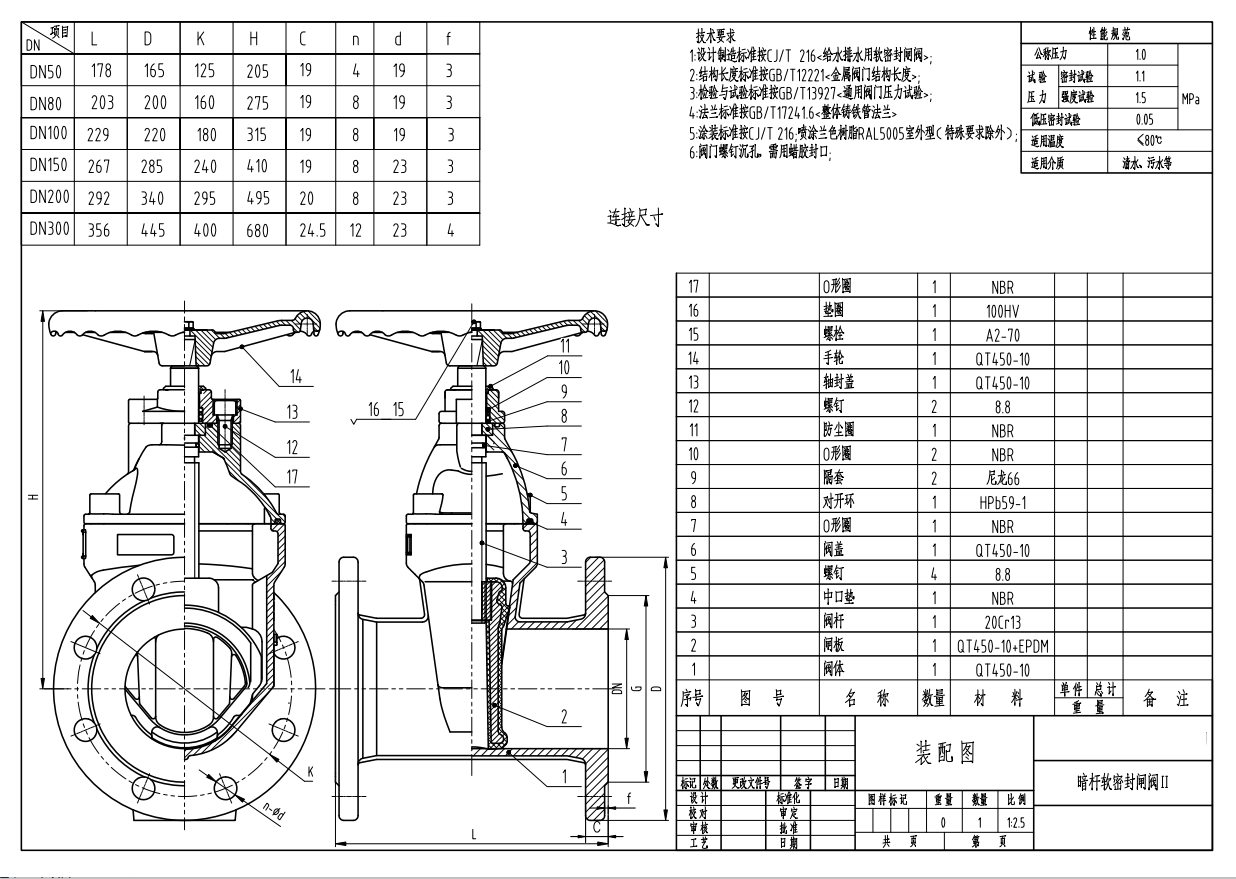 项目
DN L D K H C n d f
DN50 178 165 125 205 19 4 19 3
DN80 203 200 160 275 19 8 19 3
DN100 229 220 180 315 19 8 19 3
DN150 267 285 240 410 19 8 23 3
DN200 292 340 295 495 20 8 23 3
DN300 356 445 400 680 24.5 12 23 4
技术要求
1:设计制造标准按CJ/T 216<给水排水用软密封闸阀>;
2:结构长度标准按GB/T12221<金属阀门结构长度>;
3:检验与试验标准按GB/T13927<通用阀门压力试验>;
4:法兰标准按GB/T17241.6<整体铸铁管法兰>
5:涂装标准按CJ/T 216;喷涂兰色树脂RAL5005室外型(特殊要求除外);
6:阀门螺钉沉孔,需用蜡胶封口;
性能规范
公称压力 1.0
试验 密封试验 1.1
压力 强度试验 1.5 MPa
低压密封试验 0.05
适用温度 ≤80℃
适用介质 清水、污水等
连接尺寸
17 O形圈 1 NBR
16 垫圈 1 100HV
15 螺栓 1 A2-70
14 手轮 1 QT450-10
13 轴封盖 1 QT450-10
12 螺钉 2 8.8
11 防尘圈 1 NBR
10 O形圈 2 NBR
9 隔套 2 尼龙66
8 对开环 1 HPb59-1
7 O形圈 1 NBR
6 阀盖 1 QT450-10
5 螺钉 4 8.8
4 中口垫 1 NBR
3 阀杆 1 20Cr13
2 闸板 1 QT450-10+EPDM
1 阀体 1 QT450-10
序号 图号 名称 数量 材料 单件 总计 备注
重量
14
13
12
17
H
K
n-Ød
16 15
11
10
9
8
7
6
5
4
3
2
1
DN
G
D
f
C
L
装配图
暗杆软密封闸阀II
标记 处数 更改文件号 签字 日期
设计 标准化
校对 审定
审核 批准
工艺 日期
图样标记 重量 数量 比例
0 1 1:2.5
共 页 第 页